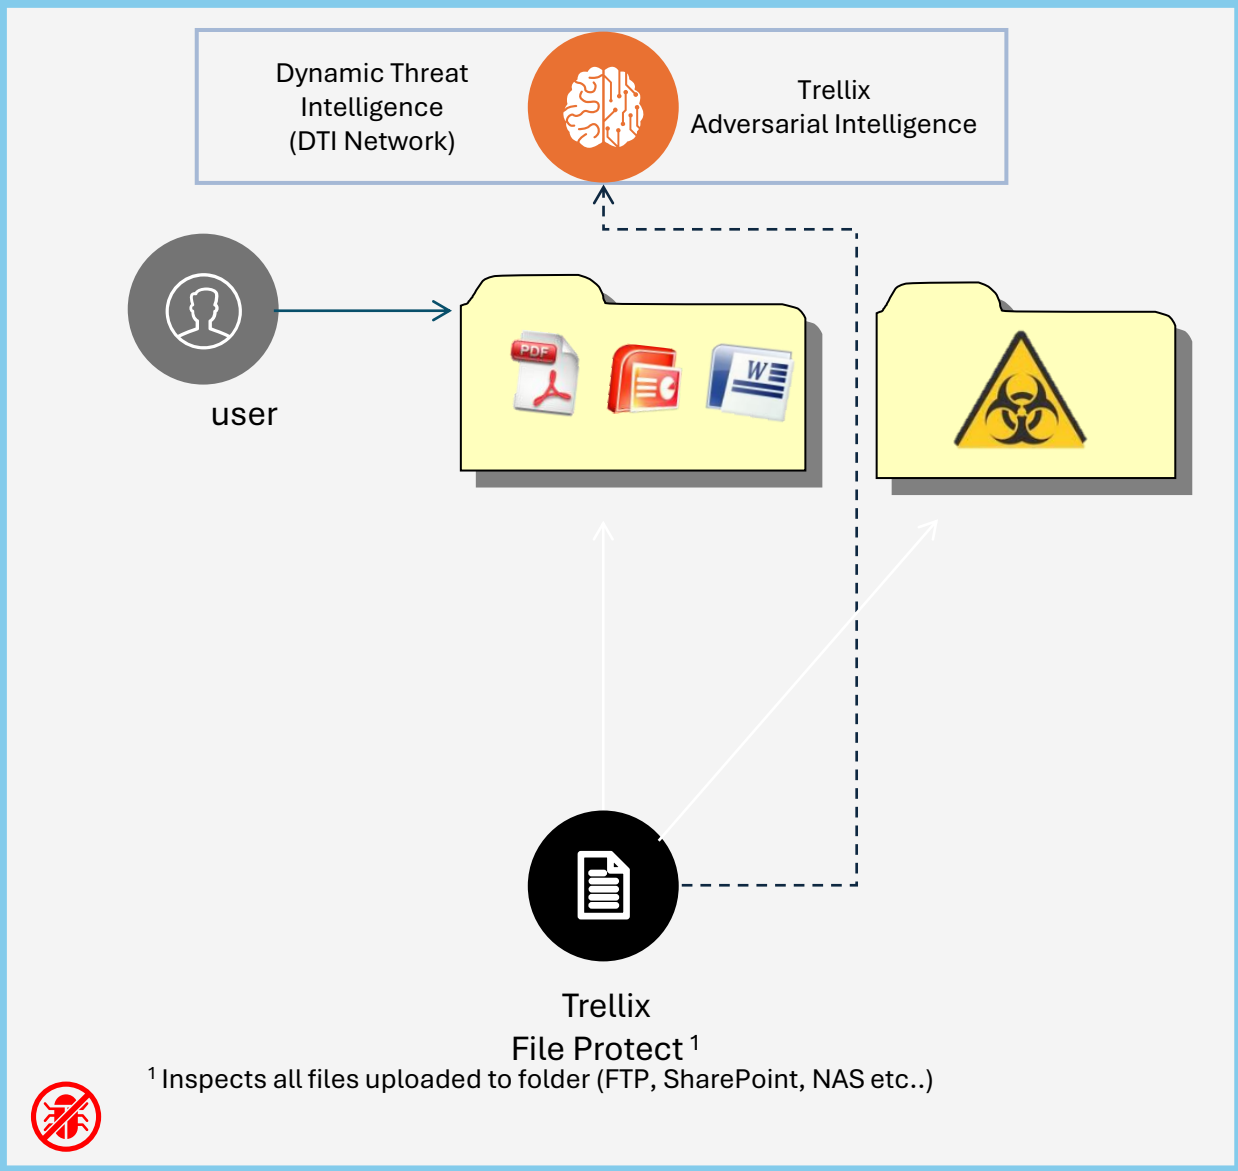 Dynamic Threat
Intelligence
(DTI Network)
Trellix
Adversarial Intelligence
user
PDF
W
Trellix
File Protect ¹
¹ Inspects all files uploaded to folder (FTP, SharePoint, NAS etc..)